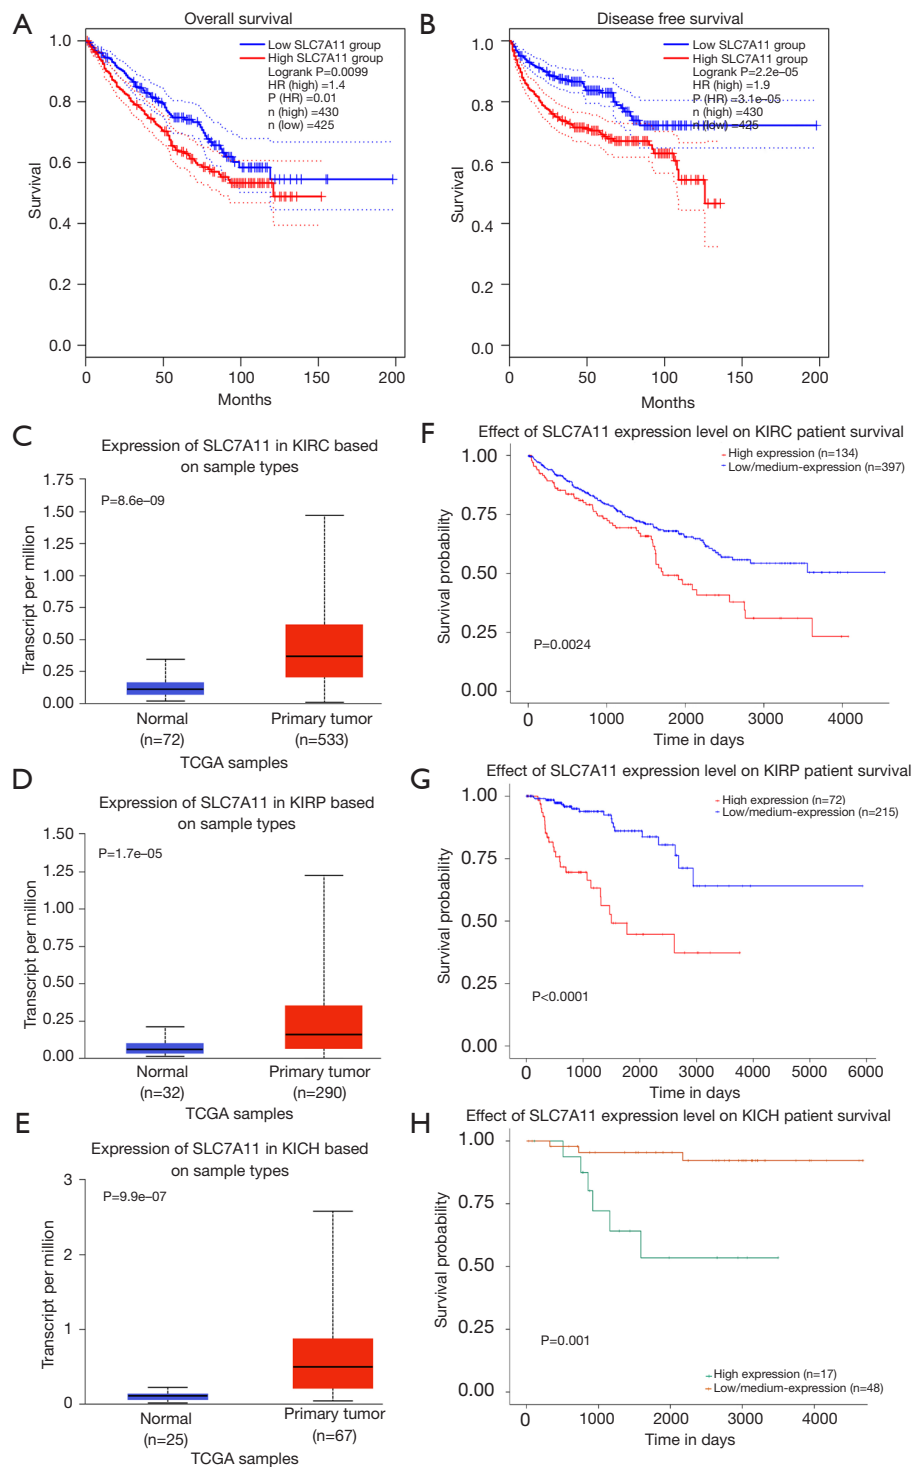 A
Overall survival
Low SLC7A11 group
High SLC7A11 group
Logrank P=0.0099
HR (high) =1.4
P (HR) =0.01
n (high) =430
n (low) =425
1.0
0.8
0.6
0.4
0.2
0.0
Survival
0 50 100 150 200
Months
B
Disease free survival
Low SLC7A11 group
High SLC7A11 group
Logrank P=2.2e–05
HR (high) =1.9
P (HR) =3.1e–05
n (high) =430
n (low) =425
1.0
0.8
0.6
0.4
0.2
0.0
Survival
0 50 100 150 200
Months
C
Expression of SLC7A11 in KIRC based
on sample types
P=8.6e–09
1.75
1.50
1.25
1.00
0.75
0.50
0.25
0.00
Transcript per million
Normal
(n=72)
Primary tumor
(n=533)
TCGA samples
F
Effect of SLC7A11 expression level on KIRC patient survival
High expression (n=134)
Low/medium-expression (n=397)
1.00
0.75
0.50
0.25
0.00
Survival probability
P=0.0024
0 1000 2000 3000 4000
Time in days
D
Expression of SLC7A11 in KIRP based
on sample types
P=1.7e–05
1.50
1.25
1.00
0.75
0.50
0.25
0.00
Transcript per million
Normal
(n=32)
Primary tumor
(n=290)
TCGA samples
G
Effect of SLC7A11 expression level on KIRP patient survival
High expression (n=72)
Low/medium-expression (n=215)
1.00
0.75
0.50
0.25
0.00
Survival probability
P<0.0001
0 1000 2000 3000 4000 5000 6000
Time in days
E
Expression of SLC7A11 in KICH based
on sample types
P=9.9e–07
3
2
1
0
Transcript per million
Normal
(n=25)
Primary tumor
(n=67)
TCGA samples
H
Effect of SLC7A11 expression level on KICH patient survival
1.00
0.75
0.50
0.25
0.00
Survival probability
P=0.001
High expression (n=17)
Low/medium-expression (n=48)
0 1000 2000 3000 4000
Time in days